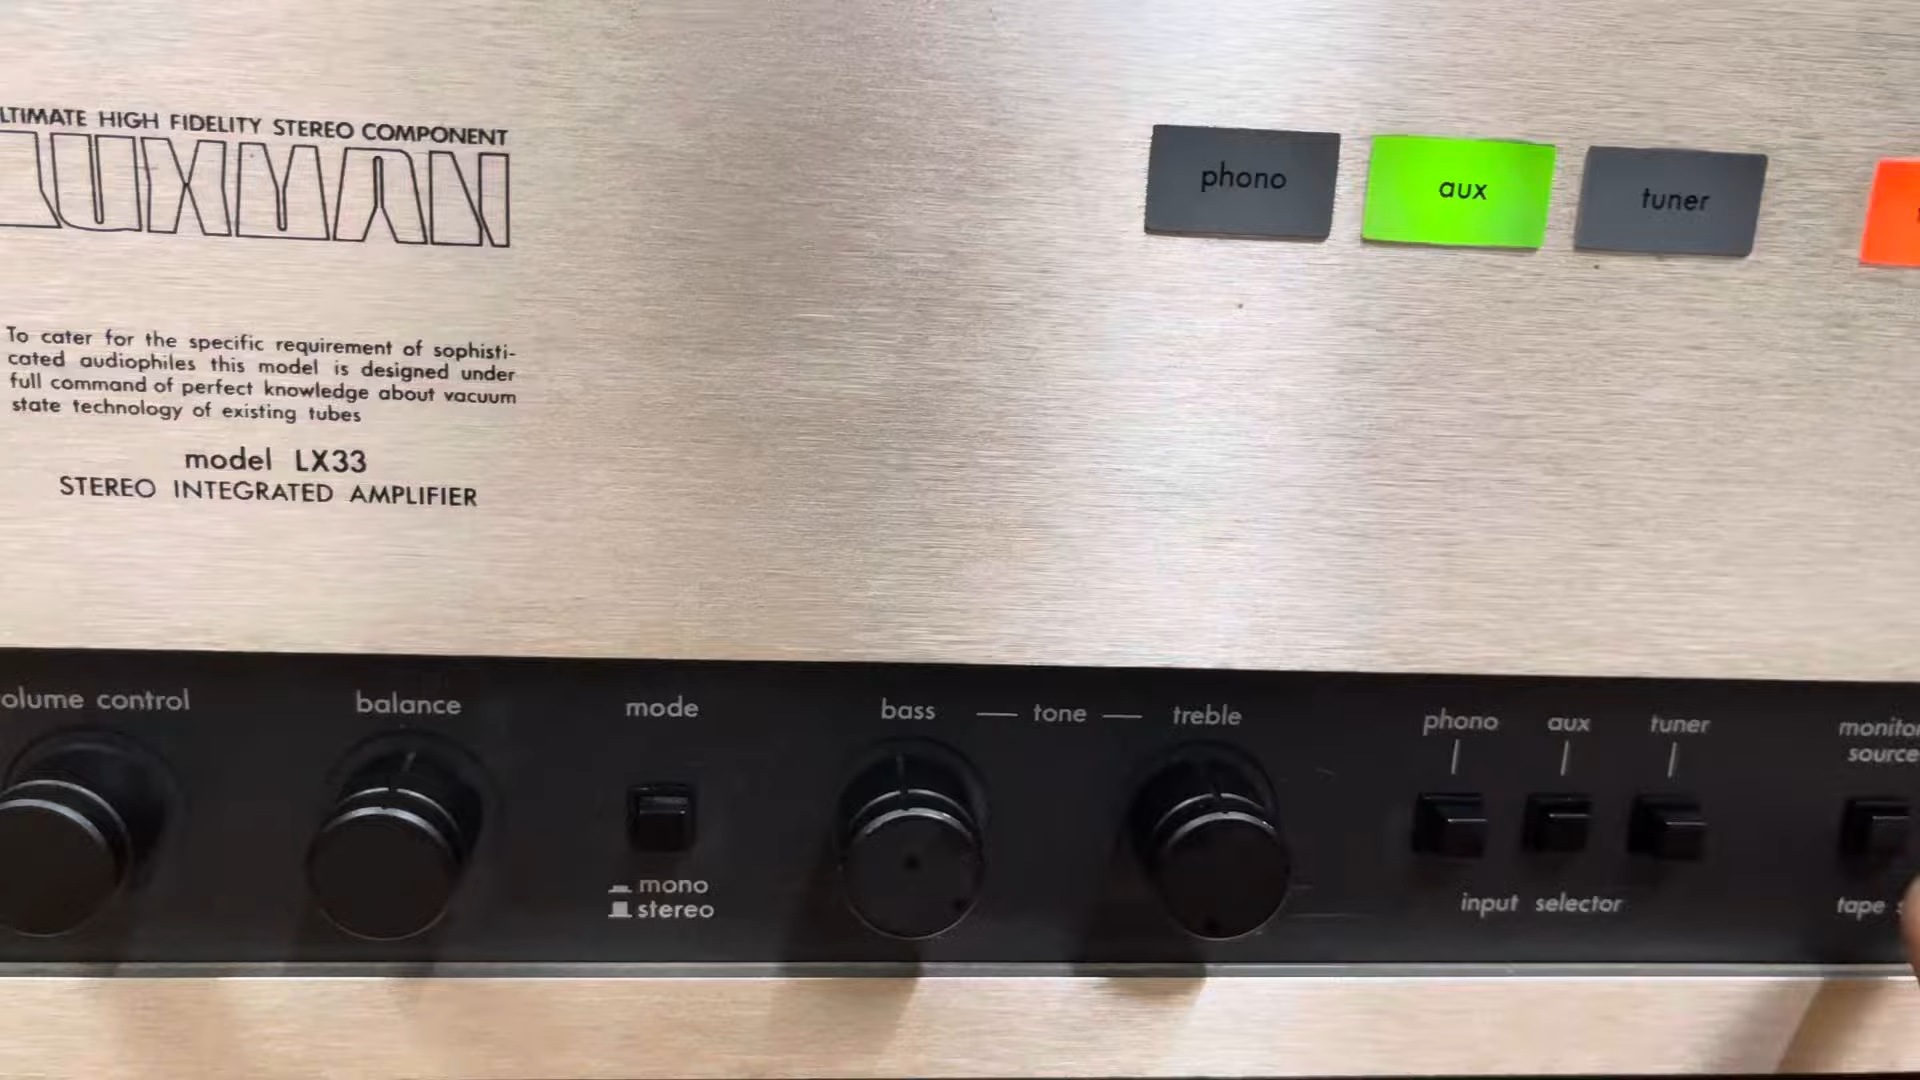 LTIMATE HIGH FIDELITY STEREO COMPONENT
LUXMAN
To cater for the specific requirement of sophisti-
cated audiophiles this model is designed under
full command of perfect knowledge about vacuum
state technology of existing tubes
model LX33
STEREO INTEGRATED AMPLIFIER
phono aux tuner
olume control balance mode bass tone treble phono aux tuner monitor
source
mono
stereo
input selector
tape